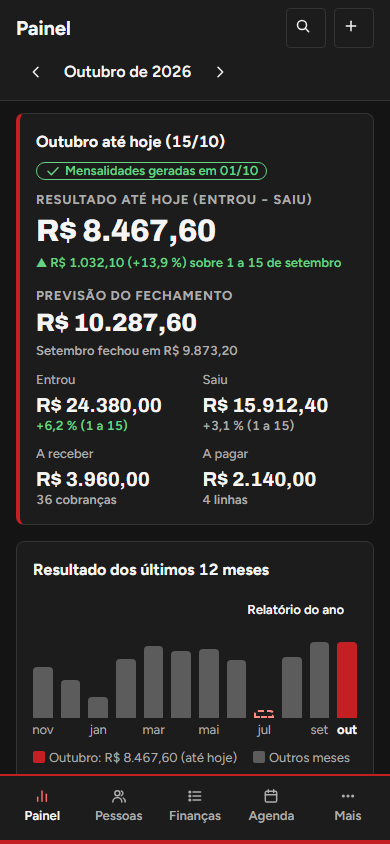 Painel
Outubro de 2026
Outubro até hoje (15/10)
Mensalidades geradas em 01/10
RESULTADO ATÉ HOJE (ENTROU − SAIU)
R$ 8.467,60
▲ R$ 1.032,10 (+13,9 %) sobre 1 a 15 de setembro
PREVISÃO DO FECHAMENTO
R$ 10.287,60
Setembro fechou em R$ 9.873,20
Entrou Saiu
R$ 24.380,00 R$ 15.912,40
+6,2 % (1 a 15) +3,1 % (1 a 15)
A receber A pagar
R$ 3.960,00 R$ 2.140,00
36 cobranças 4 linhas
Resultado dos últimos 12 meses
Relatório do ano
nov jan mar mai jul set out
Outubro: R$ 8.467,60 (até hoje) Outros meses
Painel Pessoas Finanças Agenda Mais